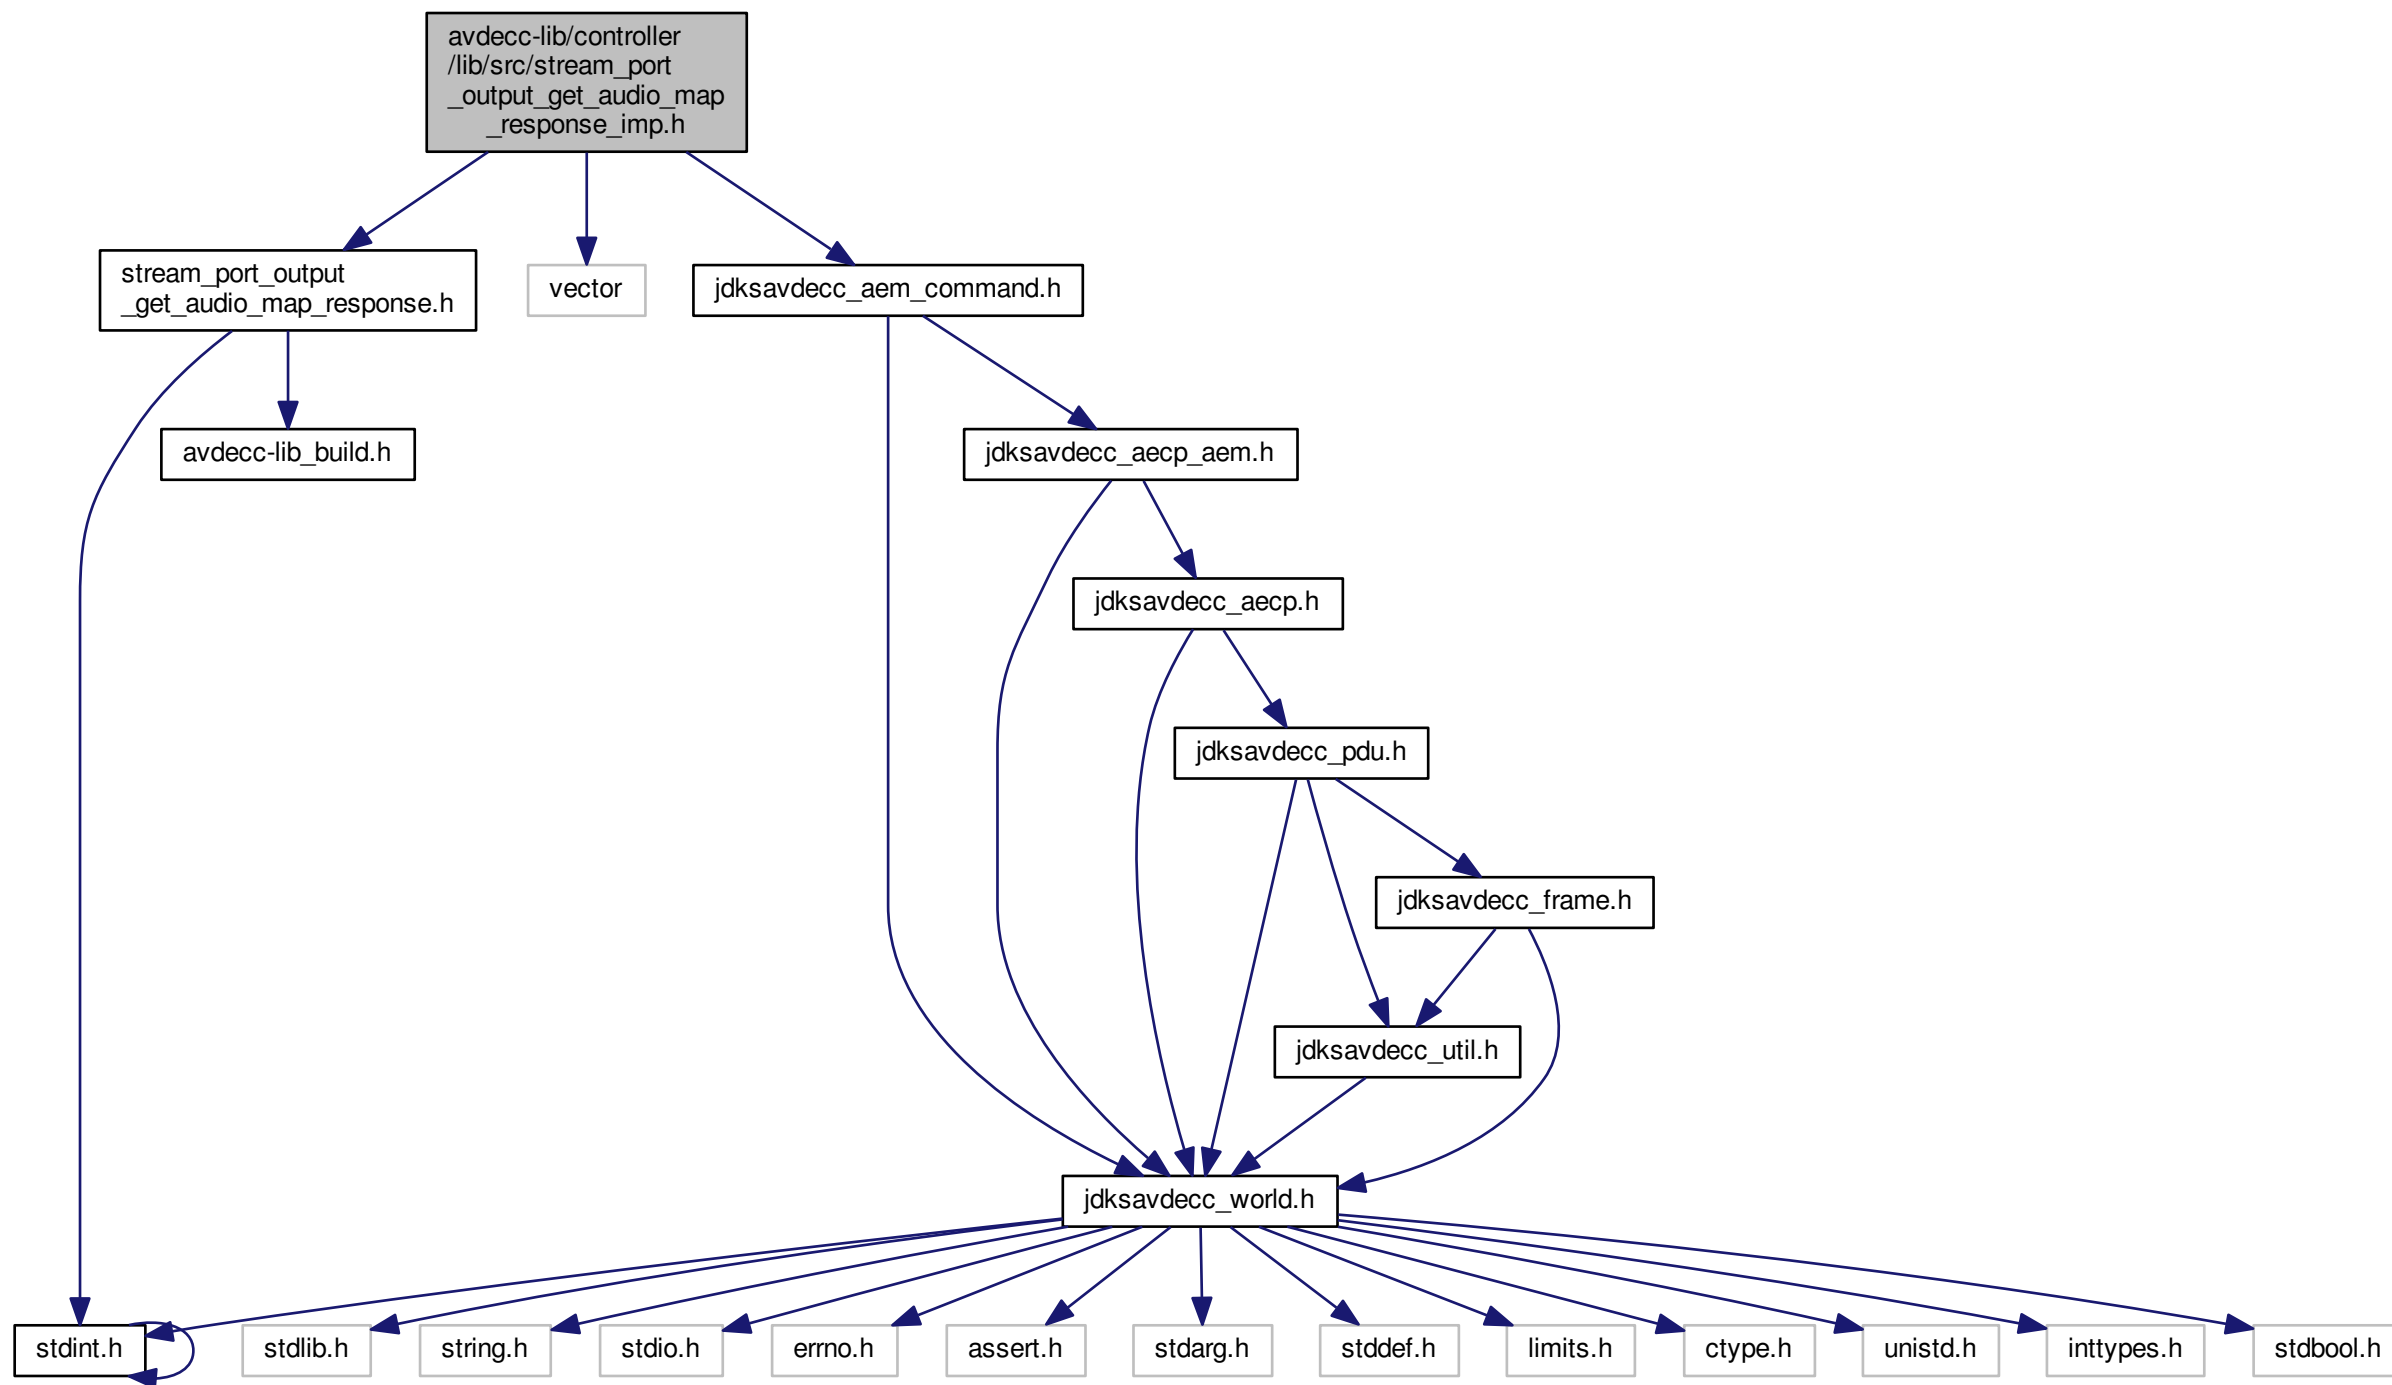 avdecc-lib/controller
/lib/src/stream_port
_output_get_audio_map
_response_imp.h
stream_port_output
_get_audio_map_response.h
vector
jdksavdecc_aem_command.h
avdecc-lib_build.h
jdksavdecc_aecp_aem.h
jdksavdecc_aecp.h
jdksavdecc_pdu.h
jdksavdecc_frame.h
jdksavdecc_util.h
jdksavdecc_world.h
stdint.h
stdlib.h
string.h
stdio.h
errno.h
assert.h
stdarg.h
stddef.h
limits.h
ctype.h
unistd.h
inttypes.h
stdbool.h